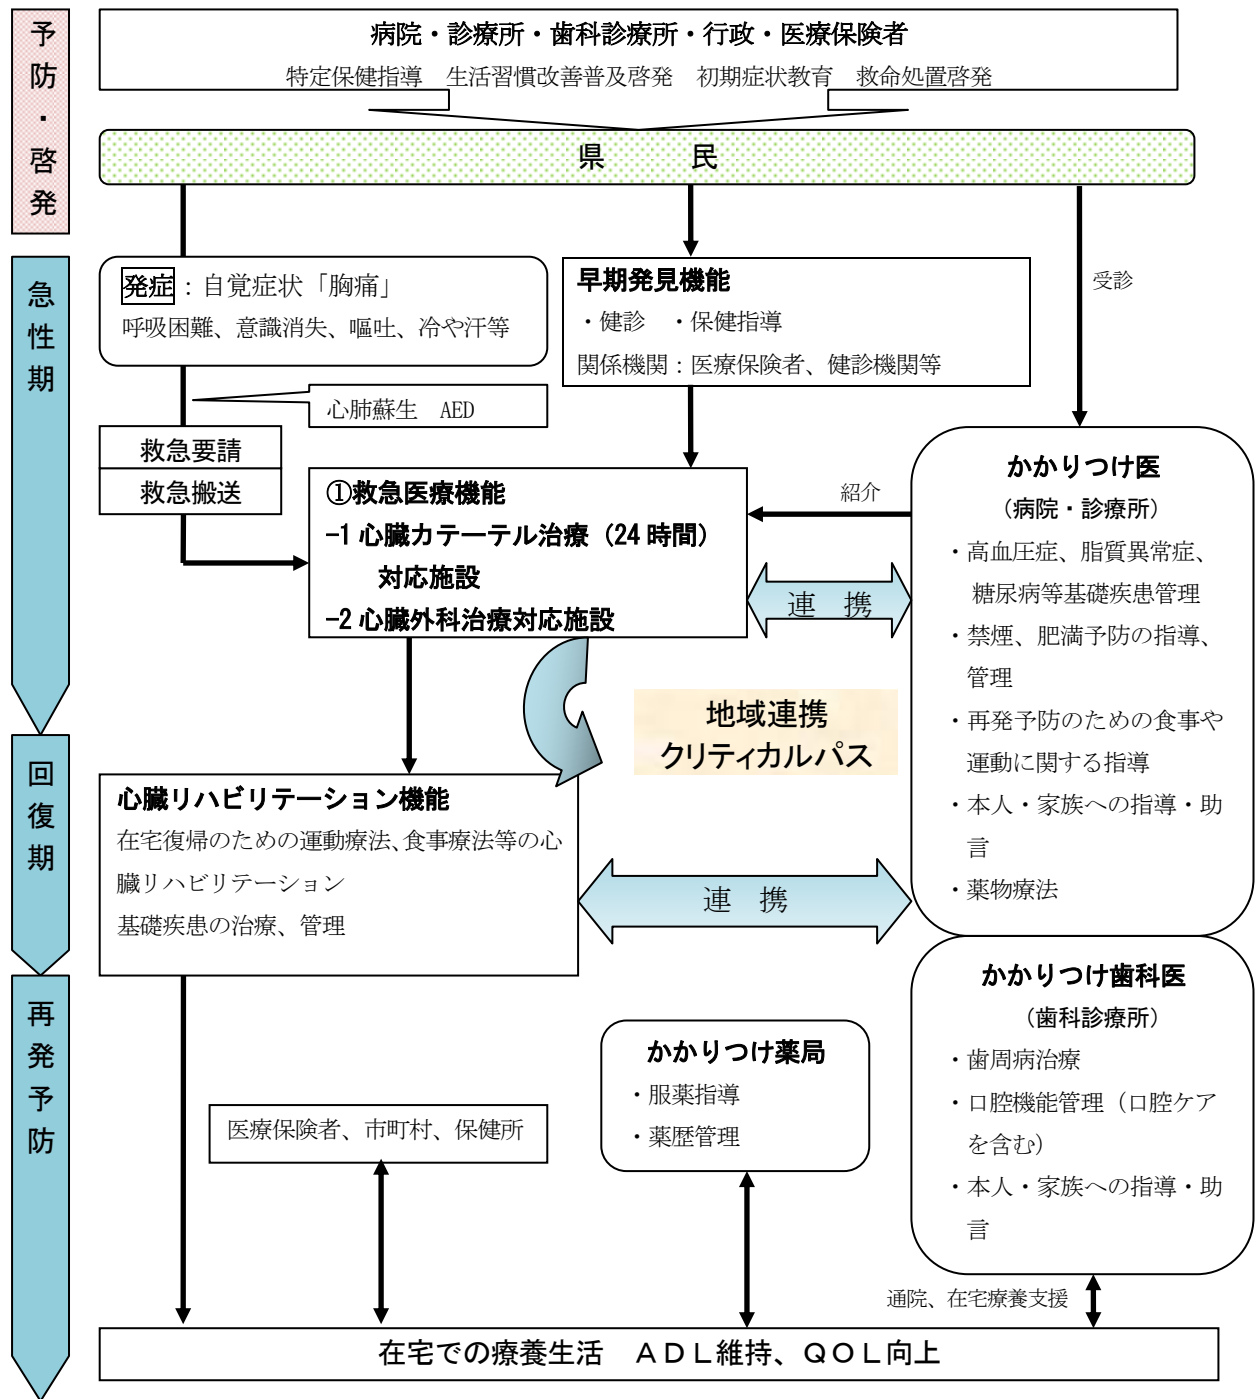 予防・啓発
病院・診療所・歯科診療所・行政・医療保険者
特定保健指導　生活習慣改善普及啓発　初期症状教育　救命処置啓発
県　　民
急性期
発症：自覚症状「胸痛」
呼吸困難、意識消失、嘔吐、冷や汗等
早期発見機能
・健診　・保健指導
関係機関：医療保険者、健診機関等
受診
心肺蘇生　AED
救急要請
救急搬送
①救急医療機能
-1 心臓カテーテル治療（24 時間）
対応施設
-2 心臓外科治療対応施設
紹介
連　携
かかりつけ医
（病院・診療所）
・高血圧症、脂質異常症、
糖尿病等基礎疾患管理
・禁煙、肥満予防の指導、
管理
・再発予防のための食事や
運動に関する指導
・本人・家族への指導・助
言
・薬物療法
地域連携
クリティカルパス
回復期
心臓リハビリテーション機能
在宅復帰のための運動療法、食事療法等の心
臓リハビリテーション
基礎疾患の治療、管理
連　携
かかりつけ歯科医
（歯科診療所）
・歯周病治療
・口腔機能管理（口腔ケア
を含む）
・本人・家族への指導・助
言
再発予防
かかりつけ薬局
・服薬指導
・薬歴管理
医療保険者、市町村、保健所
通院、在宅療養支援
在宅での療養生活　ＡＤＬ維持、ＱＯＬ向上